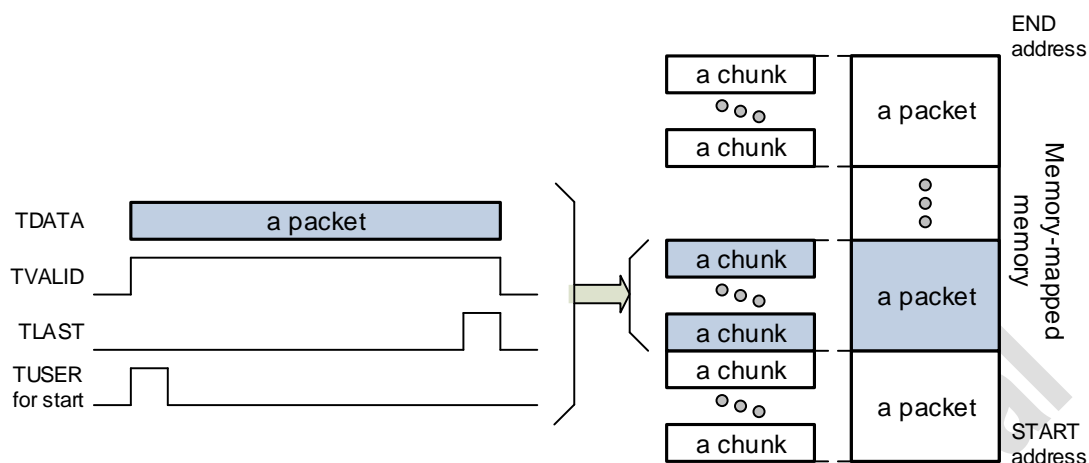 END
address
a chunk
a packet
a chunk
Memory-mapped
memory
TDATA
a packet
TVALID
a chunk
a packet
TLAST
a chunk
a chunk
TUSER
for start
a packet
a chunk
START
address